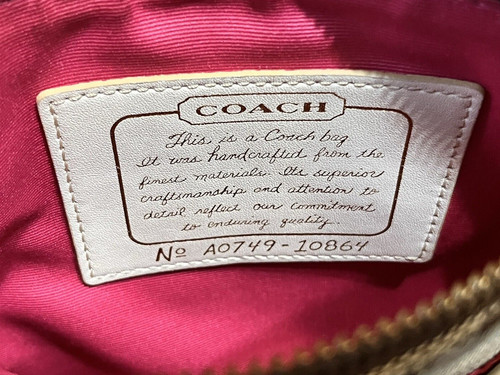 COACH
This is a Coach bag
It was handcrafted from the
finest materials. Its superior
craftsmanship and attention to
detail reflect our commitment
to enduring quality.
No A0749-10864